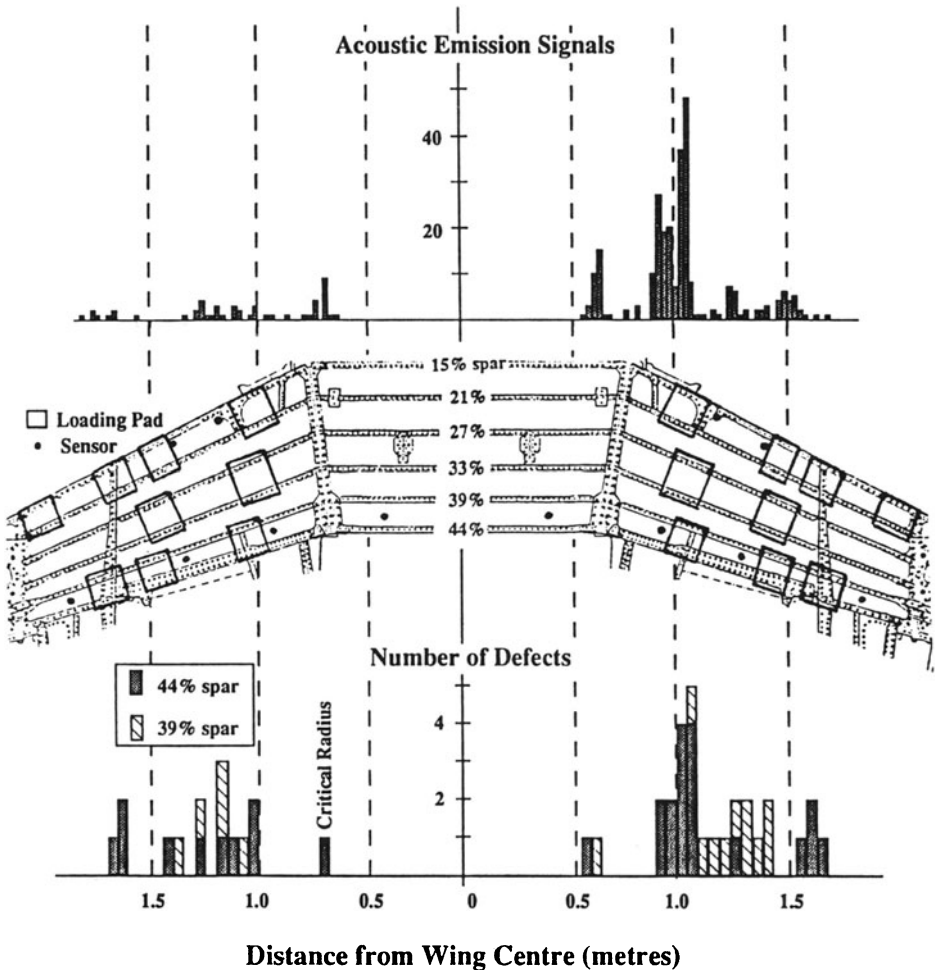 Acoustic Emission Signals
40
20
15% spar
21%
27%
33%
39%
44%
Loading Pad
Sensor
Number of Defects
44% spar
39% spar
Critical Radius
4
2
1.5
1.0
0.5
0
0.5
1.0
1.5
Distance from Wing Centre (metres)